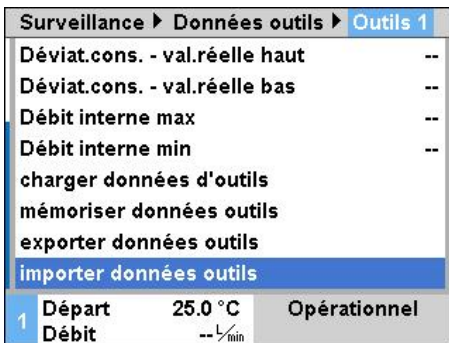 Surveillance ▶ Données outils ▶ Outils 1
Déviat.cons. - val.réelle haut --
Déviat.cons. - val.réelle bas --
Débit interne max --
Débit interne min --
charger données d'outils
mémoriser données outils
exporter données outils
importer données outils
1 Départ 25.0 °C Opérationnel
Débit -- L/min